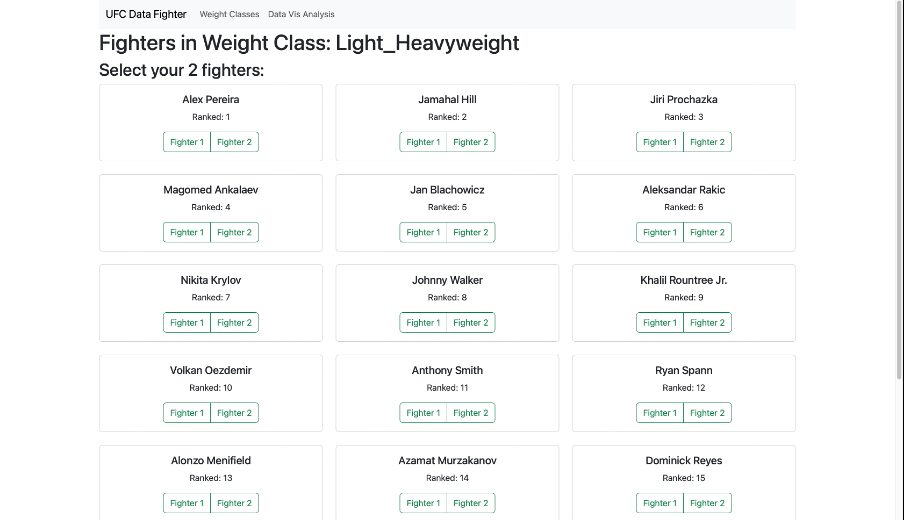 UFC Data Fighter Weight Classes Data Vis Analysis
Fighters in Weight Class: Light_Heavyweight
Select your 2 fighters:
Alex Pereira
Ranked: 1
Fighter 1 Fighter 2
Jamahal Hill
Ranked: 2
Fighter 1 Fighter 2
Jiri Prochazka
Ranked: 3
Fighter 1 Fighter 2
Magomed Ankalaev
Ranked: 4
Fighter 1 Fighter 2
Jan Blachowicz
Ranked: 5
Fighter 1 Fighter 2
Aleksandar Rakic
Ranked: 6
Fighter 1 Fighter 2
Nikita Krylov
Ranked: 7
Fighter 1 Fighter 2
Johnny Walker
Ranked: 8
Fighter 1 Fighter 2
Khalil Rountree Jr.
Ranked: 9
Fighter 1 Fighter 2
Volkan Oezdemir
Ranked: 10
Fighter 1 Fighter 2
Anthony Smith
Ranked: 11
Fighter 1 Fighter 2
Ryan Spann
Ranked: 12
Fighter 1 Fighter 2
Alonzo Menifield
Ranked: 13
Fighter 1 Fighter 2
Azamat Murzakanov
Ranked: 14
Fighter 1 Fighter 2
Dominick Reyes
Ranked: 15
Fighter 1 Fighter 2